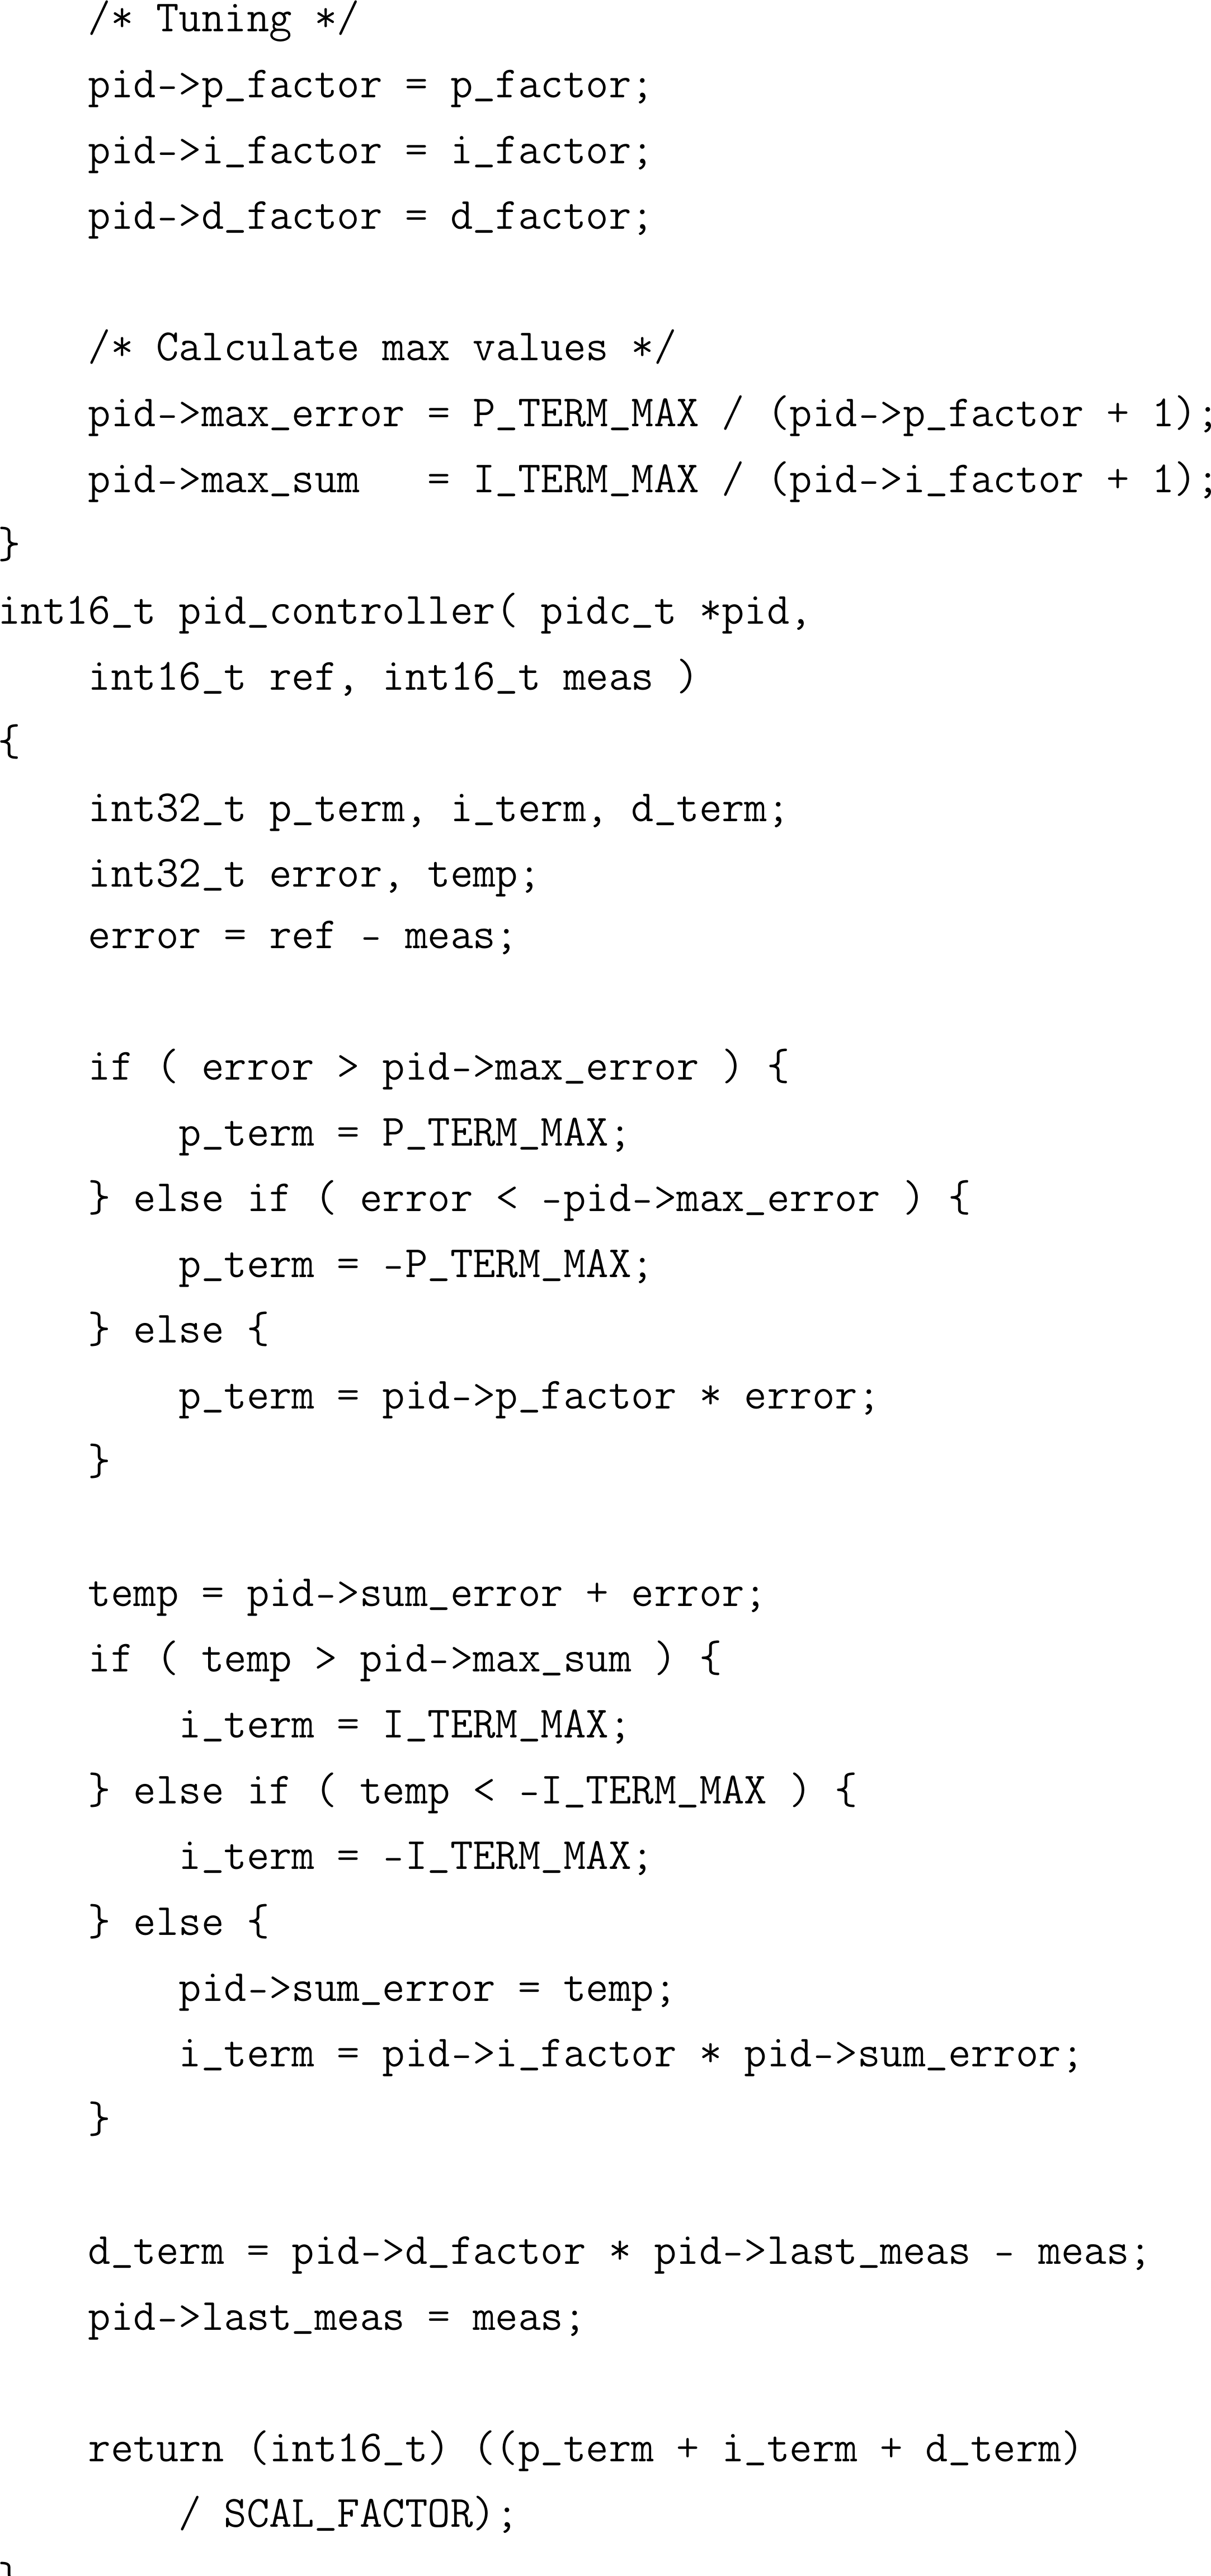 /* Tuning */
pid->p_factor = p_factor;
pid->i_factor = i_factor;
pid->d_factor = d_factor;
/* Calculate max values */
pid->max_error = P_TERM_MAX / (pid->p_factor + 1);
pid->max_sum   = I_TERM_MAX / (pid->i_factor + 1);
}
int16_t pid_controller( pidc_t *pid,
    int16_t ref, int16_t meas )
{
    int32_t p_term, i_term, d_term;
    int32_t error, temp;
    error = ref - meas;
    if ( error > pid->max_error ) {
        p_term = P_TERM_MAX;
    } else if ( error < -pid->max_error ) {
        p_term = -P_TERM_MAX;
    } else {
        p_term = pid->p_factor * error;
    }
    temp = pid->sum_error + error;
    if ( temp > pid->max_sum ) {
        i_term = I_TERM_MAX;
    } else if ( temp < -I_TERM_MAX ) {
        i_term = -I_TERM_MAX;
    } else {
        pid->sum_error = temp;
        i_term = pid->i_factor * pid->sum_error;
    }
    d_term = pid->d_factor * pid->last_meas - meas;
    pid->last_meas = meas;
    return (int16_t) ((p_term + i_term + d_term)
        / SCAL_FACTOR);
}